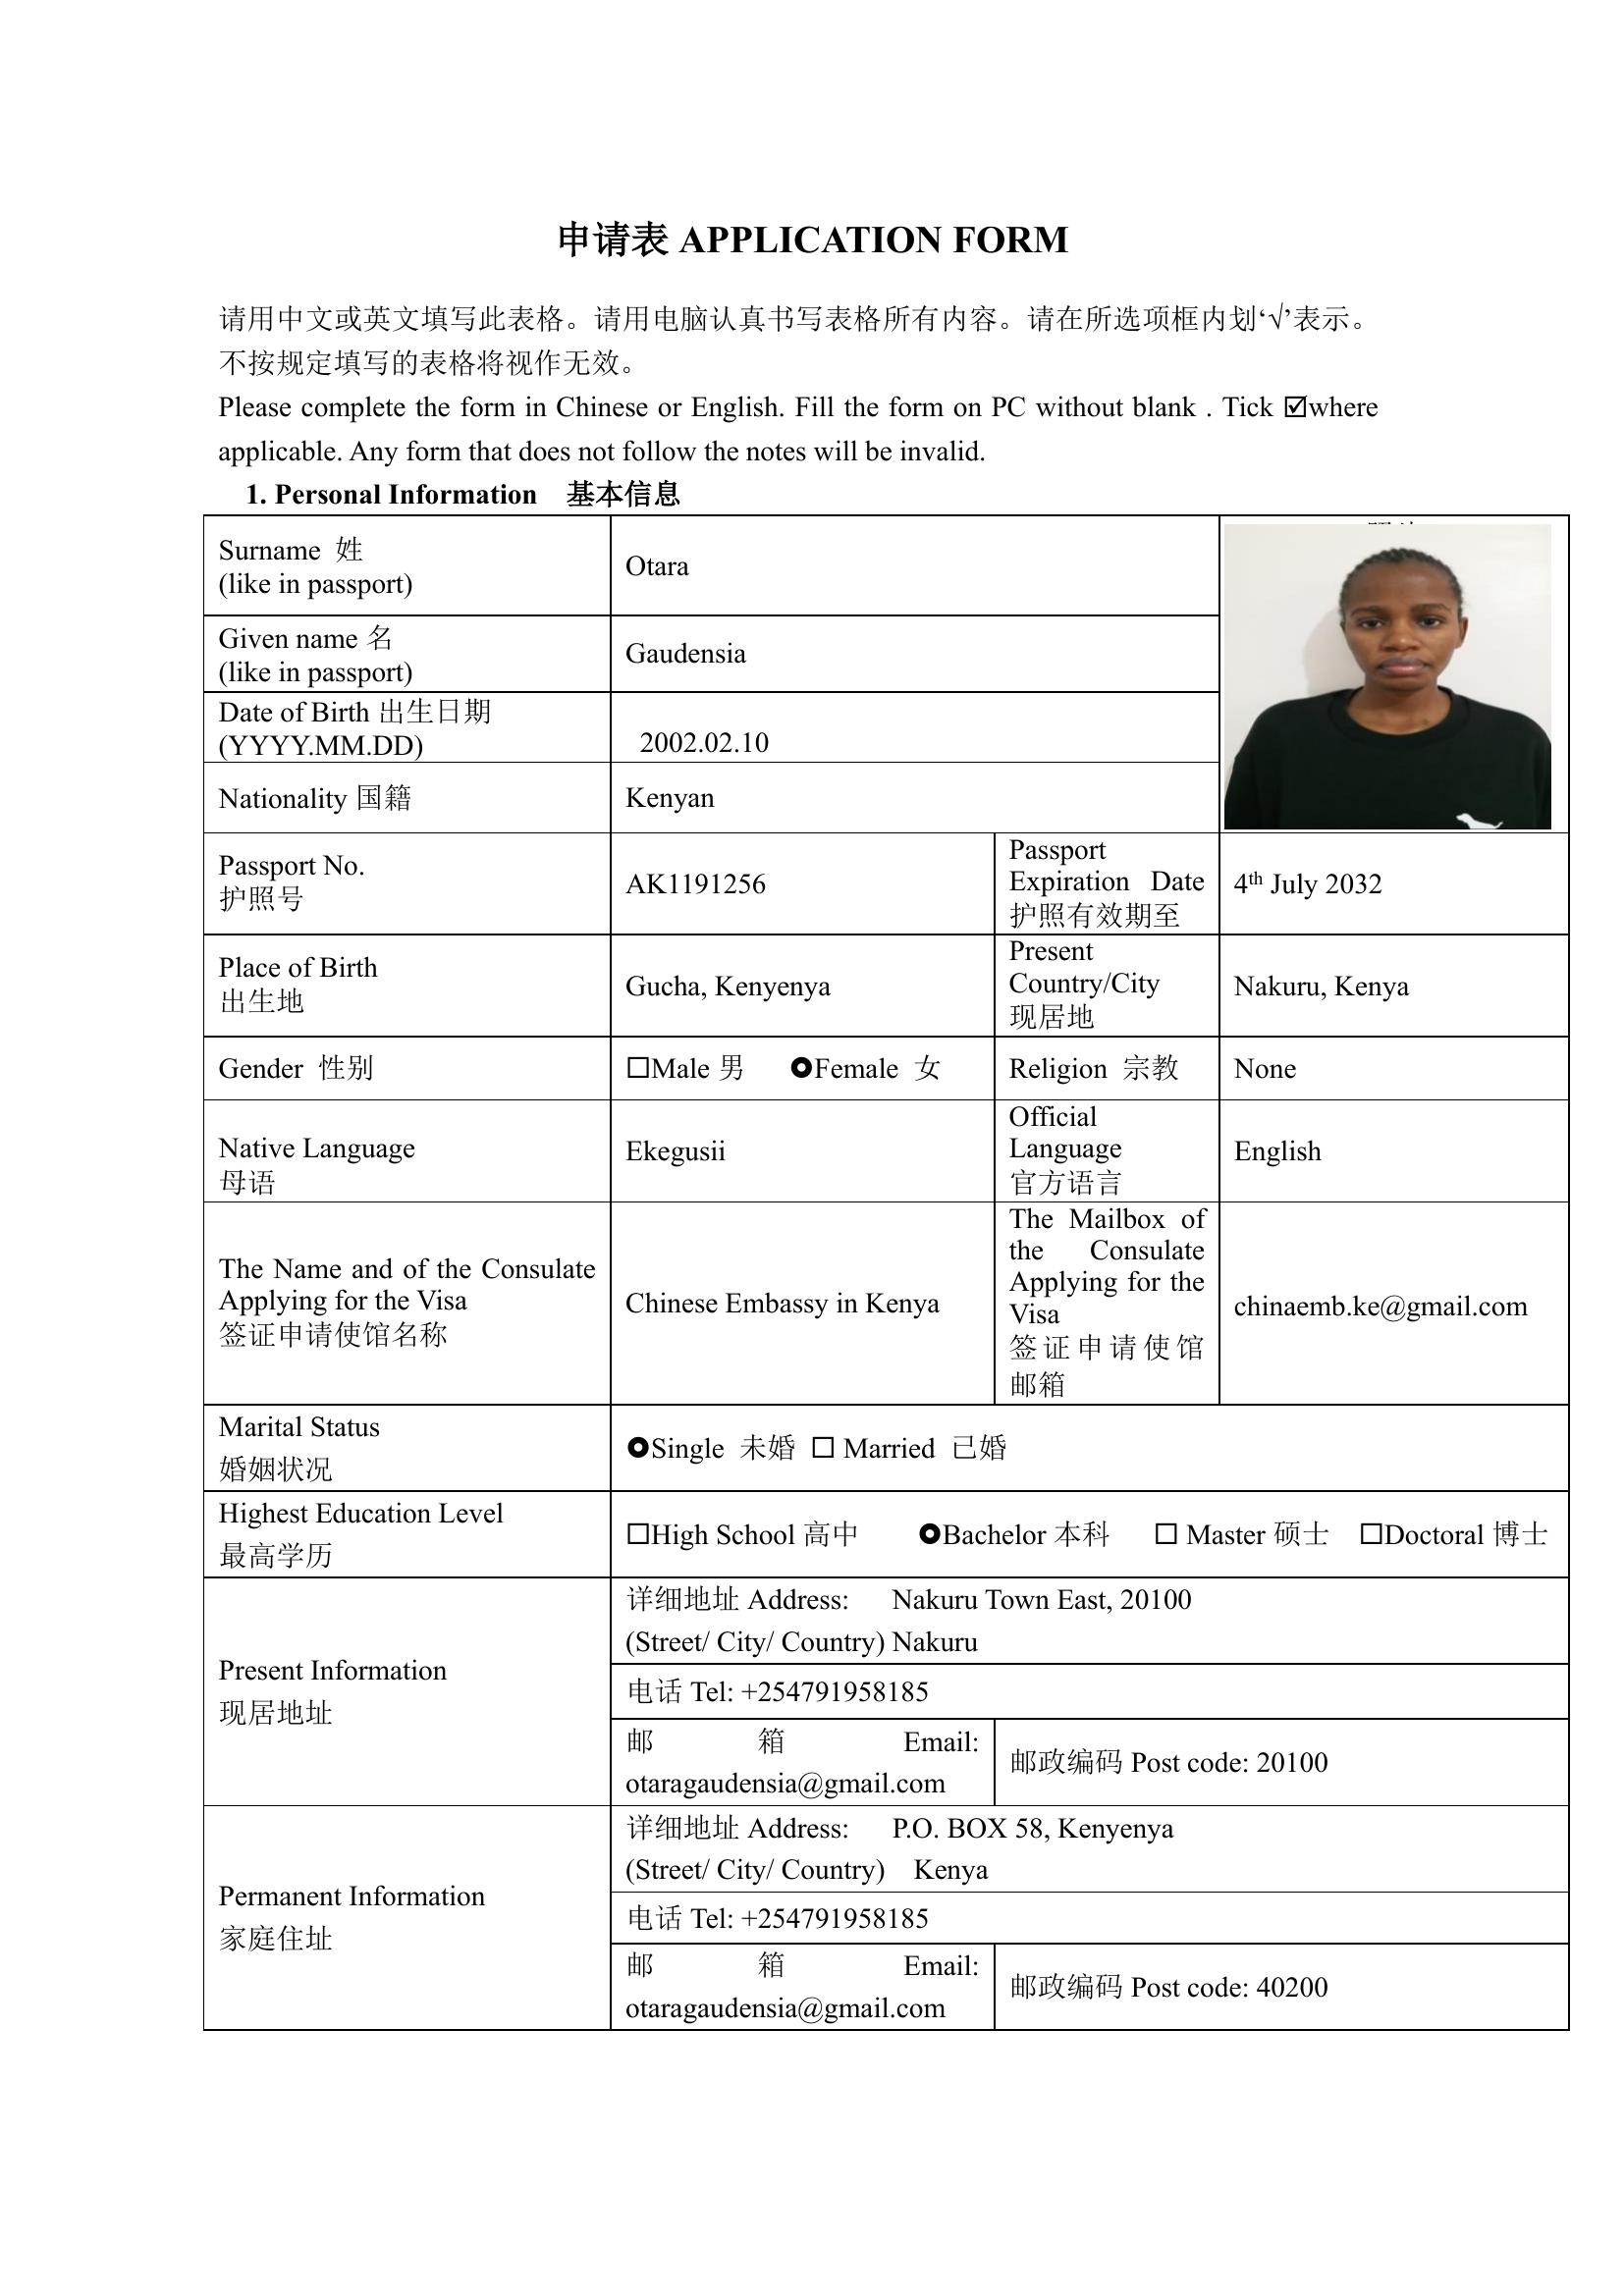 申请表 APPLICATION FORM
请用中文或英文填写此表格。请用电脑认真书写表格所有内容。请在所选项框内划‘√’表示。
不按规定填写的表格将视作无效。
Please complete the form in Chinese or English. Fill the form on PC without blank . Tick ☑where
applicable. Any form that does not follow the notes will be invalid.
1. Personal Information 基本信息
Surname 姓
(like in passport)
Otara
Given name 名
(like in passport)
Gaudensia
Date of Birth 出生日期
(YYYY.MM.DD)
2002.02.10
Nationality 国籍
Kenyan
Passport No.
护照号
AK1191256
Passport
Expiration Date
护照有效期至
4th July 2032
Place of Birth
出生地
Gucha, Kenyenya
Present
Country/City
现居地
Nakuru, Kenya
Gender 性别
☐Male 男 ⭘Female 女
Religion 宗教
None
Native Language
母语
Ekegusii
Official
Language
官方语言
English
The Name and of the Consulate
Applying for the Visa
签证申请使馆名称
Chinese Embassy in Kenya
The Mailbox of
the Consulate
Applying for the
Visa
签证申请使馆
邮箱
chinaemb.ke@gmail.com
Marital Status
婚姻状况
⭘Single 未婚 ☐ Married 已婚
Highest Education Level
最高学历
☐High School 高中 ⭘Bachelor 本科 ☐ Master 硕士 ☐Doctoral 博士
Present Information
现居地址
详细地址 Address: Nakuru Town East, 20100
(Street/ City/ Country) Nakuru
电话 Tel: +254791958185
邮 箱 Email:
otaragaudensia@gmail.com
邮政编码 Post code: 20100
Permanent Information
家庭住址
详细地址 Address: P.O. BOX 58, Kenyenya
(Street/ City/ Country) Kenya
电话 Tel: +254791958185
邮 箱 Email:
otaragaudensia@gmail.com
邮政编码 Post code: 40200